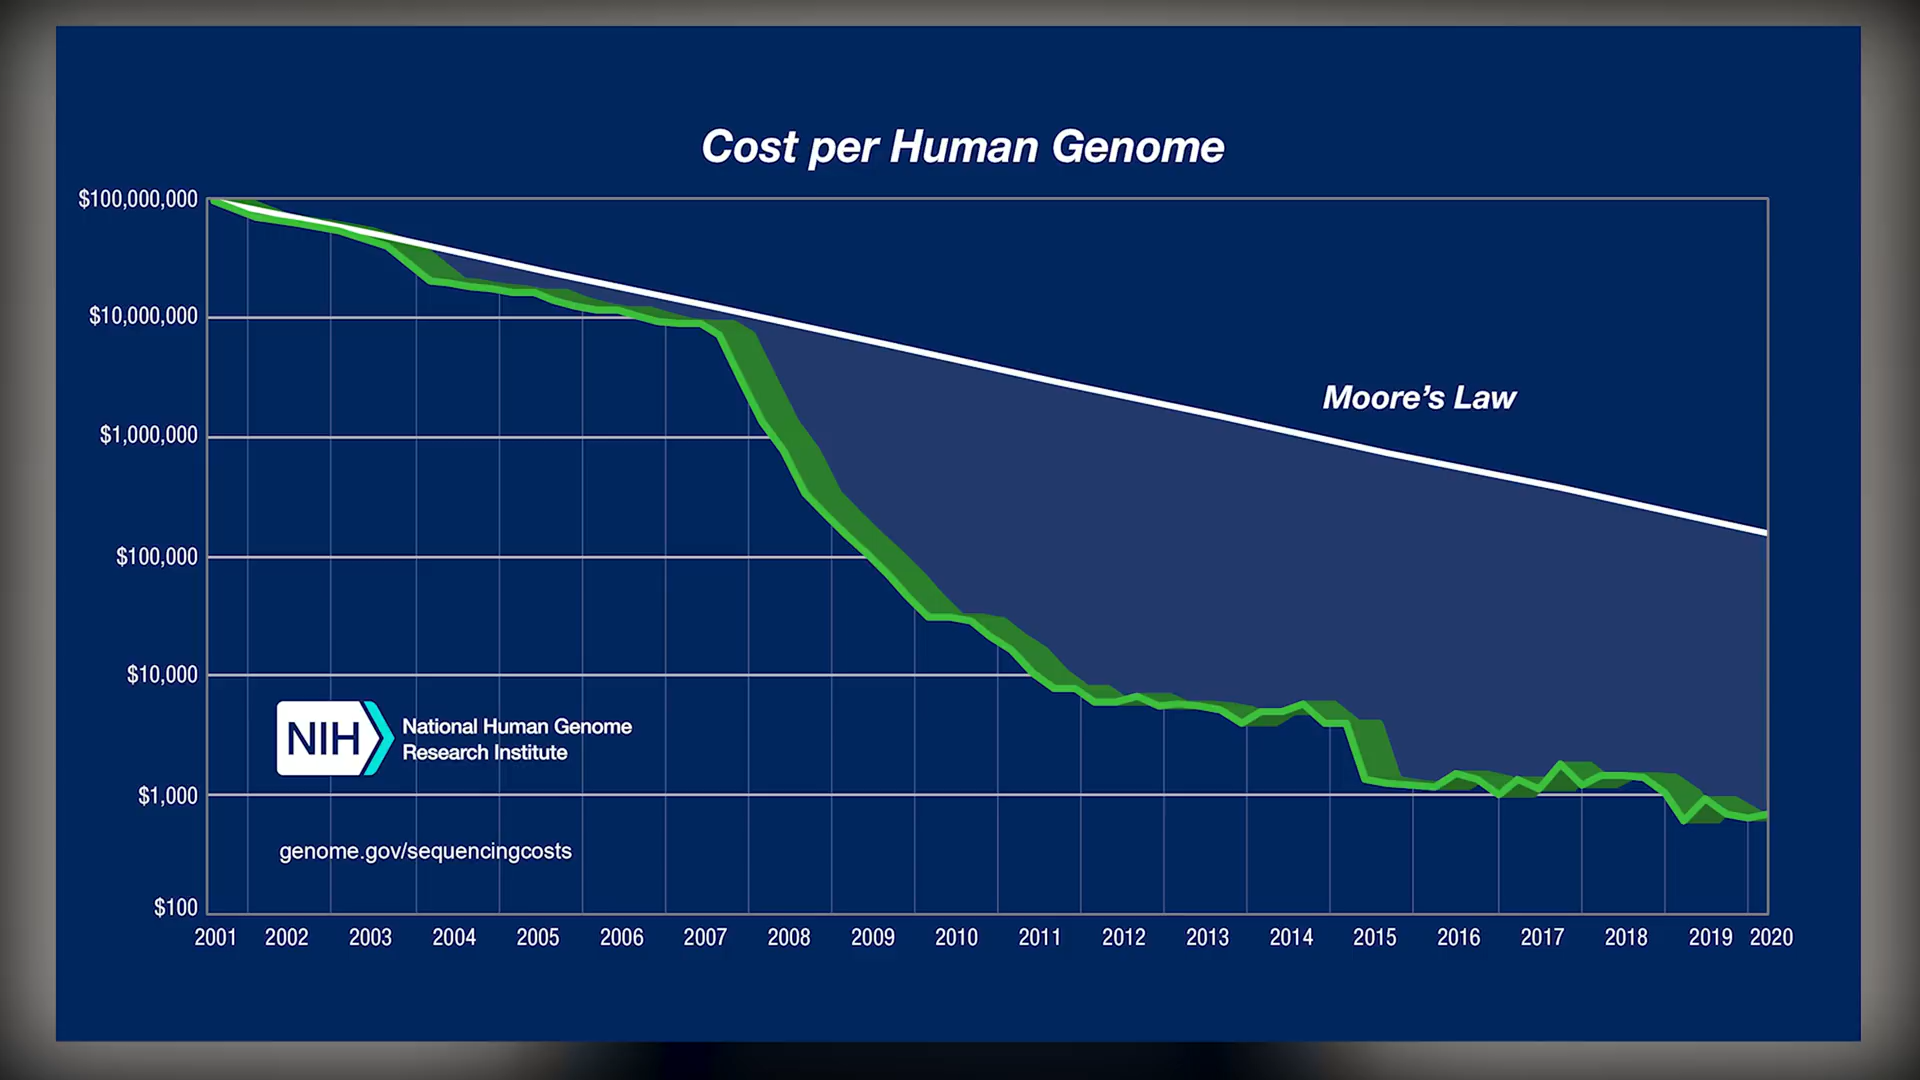 Cost per Human Genome
$100,000,000
$10,000,000
$1,000,000
$100,000
$10,000
$1,000
$100
Moore's Law
NIH
National Human Genome
Research Institute
genome.gov/sequencingcosts
2001 2002 2003 2004 2005 2006 2007 2008 2009 2010 2011 2012 2013 2014 2015 2016 2017 2018 2019 2020